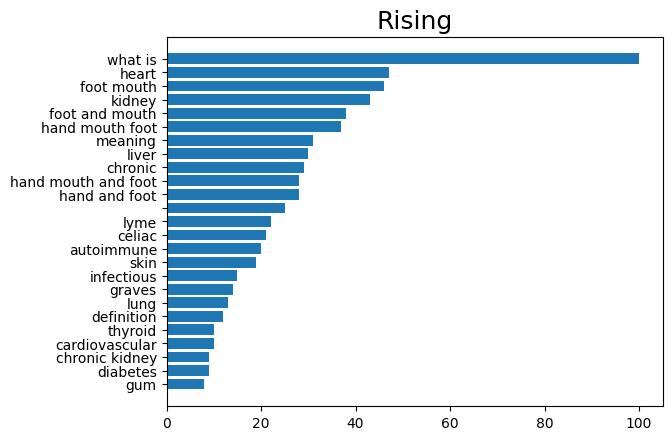 Rising
what is
heart
foot mouth
kidney
foot and mouth
hand mouth foot
meaning
liver
chronic
hand mouth and foot
hand and foot
lyme
celiac
autoimmune
skin
infectious
graves
lung
definition
thyroid
cardiovascular
chronic kidney
diabetes
gum
0 20 40 60 80 100